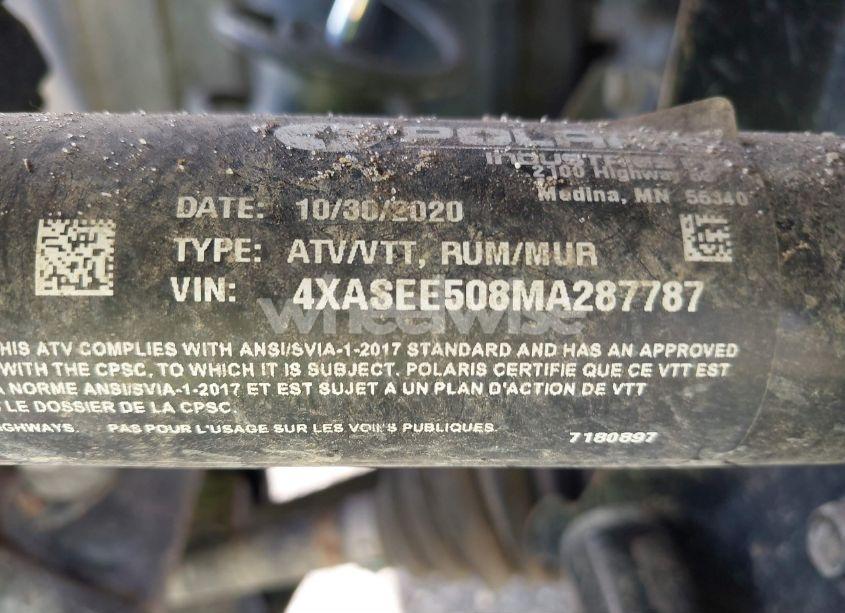 POLARIS
INDUSTRIES
2100 Highway
Medina, MN 55340
DATE: 10/30/2020
TYPE: ATV/VTT, RUM/MUR
VIN: 4XASEE508MA287787
wheelwise
THIS ATV COMPLIES WITH ANSI/SVIA-1-2017 STANDARD AND HAS AN APPROVED
WITH THE CPSC, TO WHICH IT IS SUBJECT. POLARIS CERTIFIE QUE CE VTT EST
NORME ANSI/SVIA-1-2017 ET EST SUJET A UN PLAN D'ACTION DE VTT
LE DOSSIER DE LA CPSC.
HIGHWAYS. PAS POUR L'USAGE SUR LES VOIES PUBLIQUES.
7180897